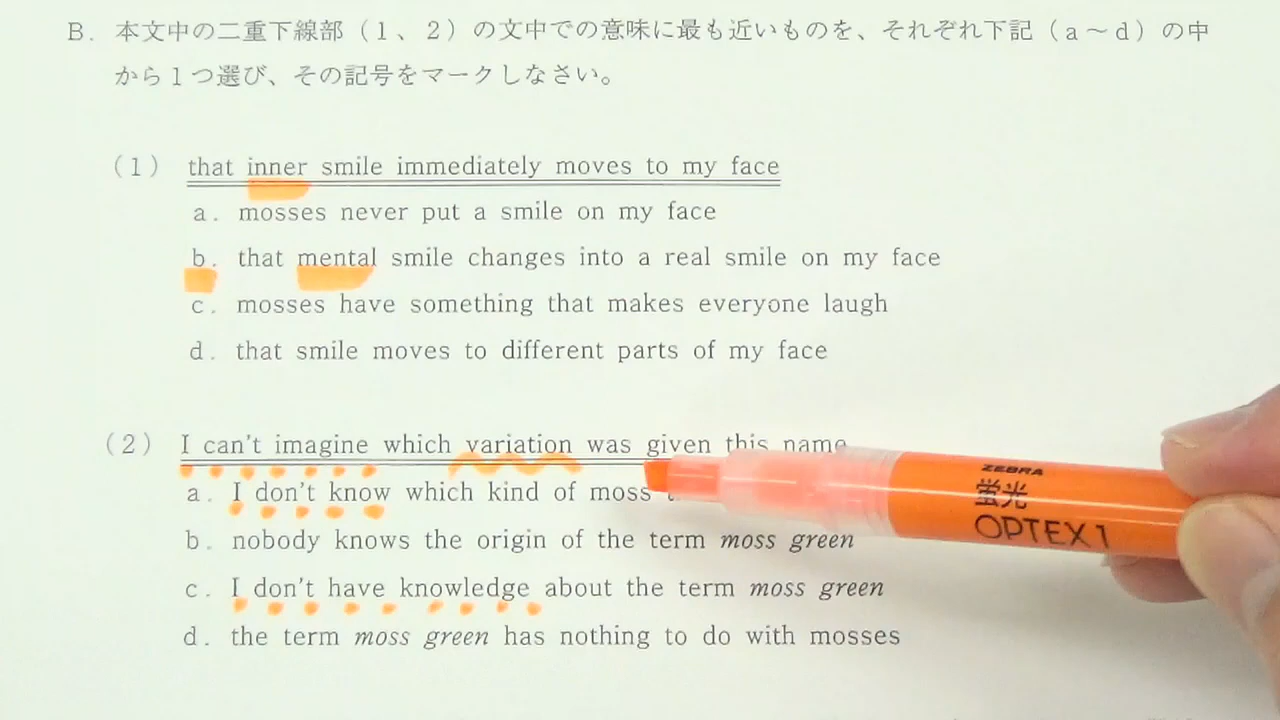 B. 本文中の二重下線部（１、２）の文中での意味に最も近いものを、それぞれ下記（ａ～ｄ）の中
から１つ選び、その記号をマークしなさい。
(1) that inner smile immediately moves to my face
a. mosses never put a smile on my face
b. that mental smile changes into a real smile on my face
c. mosses have something that makes everyone laugh
d. that smile moves to different parts of my face
(2) I can't imagine which variation was given this name
a. I don't know which kind of moss
b. nobody knows the origin of the term moss green
c. I don't have knowledge about the term moss green
d. the term moss green has nothing to do with mosses
ZEBRA
蛍光
OPTEX 1